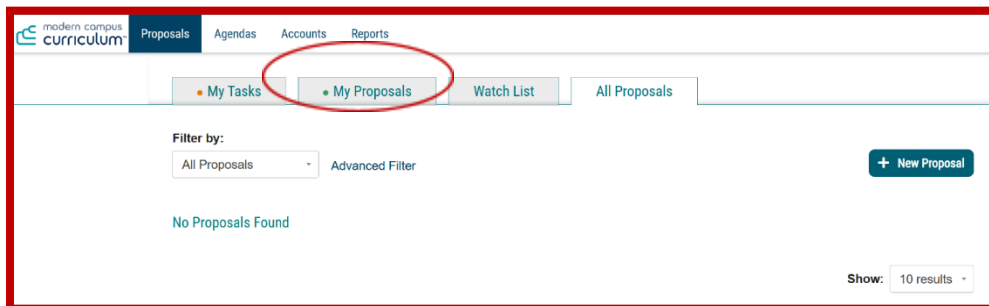 modern campus
curriculum™
Proposals Agendas Accounts Reports
My Tasks My Proposals Watch List All Proposals
Filter by:
All Proposals Advanced Filter
+ New Proposal
No Proposals Found
Show: 10 results